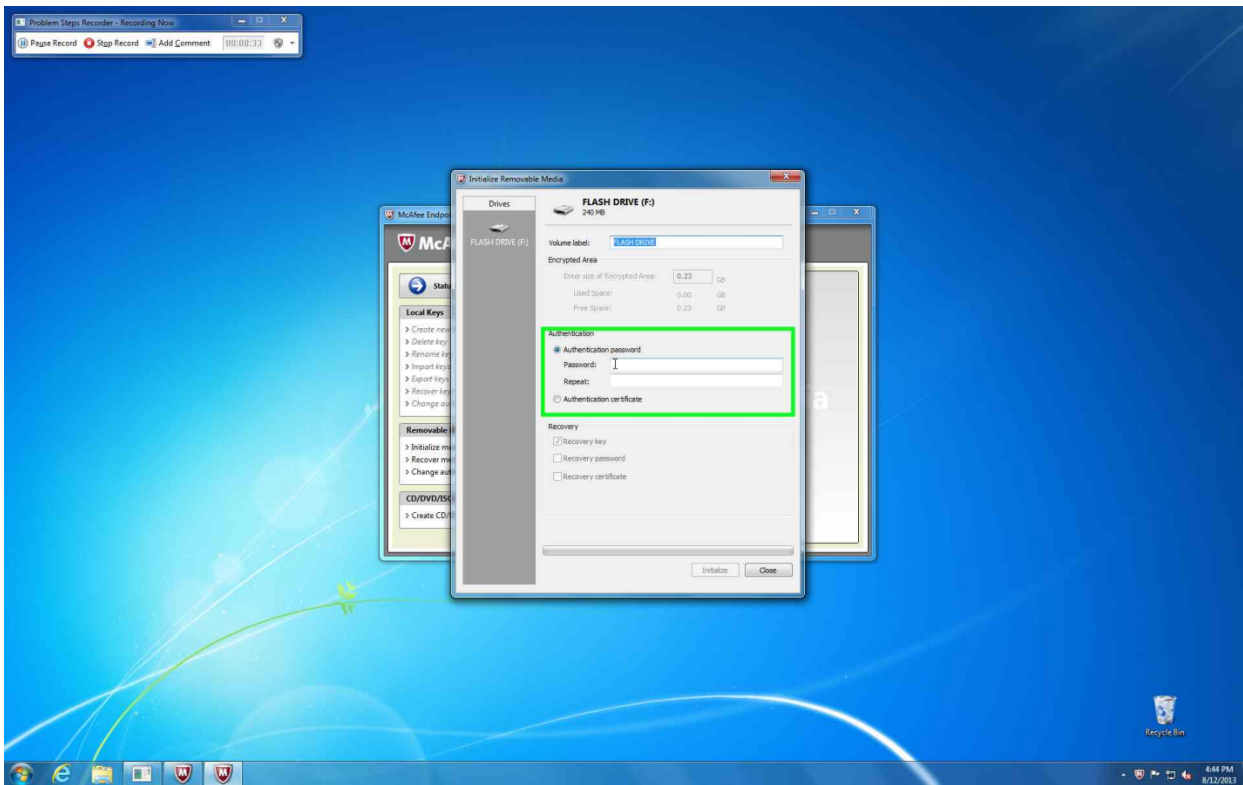 Problem Steps Recorder - Recording Now
Pause Record Stop Record Add Comment 00:00:33
Initialize Removable Media
Drives
FLASH DRIVE (F:)
FLASH DRIVE (F:)
240 MB
Volume label: FLASH DRIVE
Encrypted Area
Enter size of Encrypted Area: 0.23 GB
Used Space: 0.00 GB
Free Space: 0.23 GB
Authentication
Authentication password
Password:
Repeat:
Authentication certificate
Recovery
Recovery key
Recovery password
Recovery certificate
Initialize Close
McAfee Endpo
McA
Statu
Local Keys
> Create new
> Delete key
> Rename ke
> Import keys
> Export keys
> Recover key
> Change au
Removable
> Initialize me
> Recover me
> Change aut
CD/DVD/ISO
> Create CD/
a
Recycle Bin
4:44 PM
8/12/2013